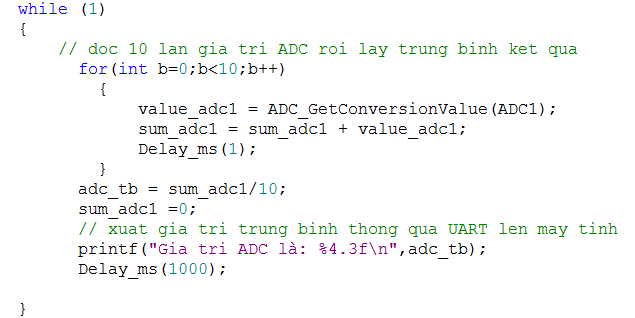 while (1)
{
// doc 10 lan gia tri ADC roi lay trung binh ket qua
for(int b=0;b<10;b++)
{
value_adc1 = ADC_GetConversionValue(ADC1);
sum_adc1 = sum_adc1 + value_adc1;
Delay_ms(1);
}
adc_tb = sum_adc1/10;
sum_adc1 =0;
// xuat gia tri trung binh thong qua UART len may tinh
printf("Gia tri ADC là: %4.3f\n",adc_tb);
Delay_ms(1000);
}